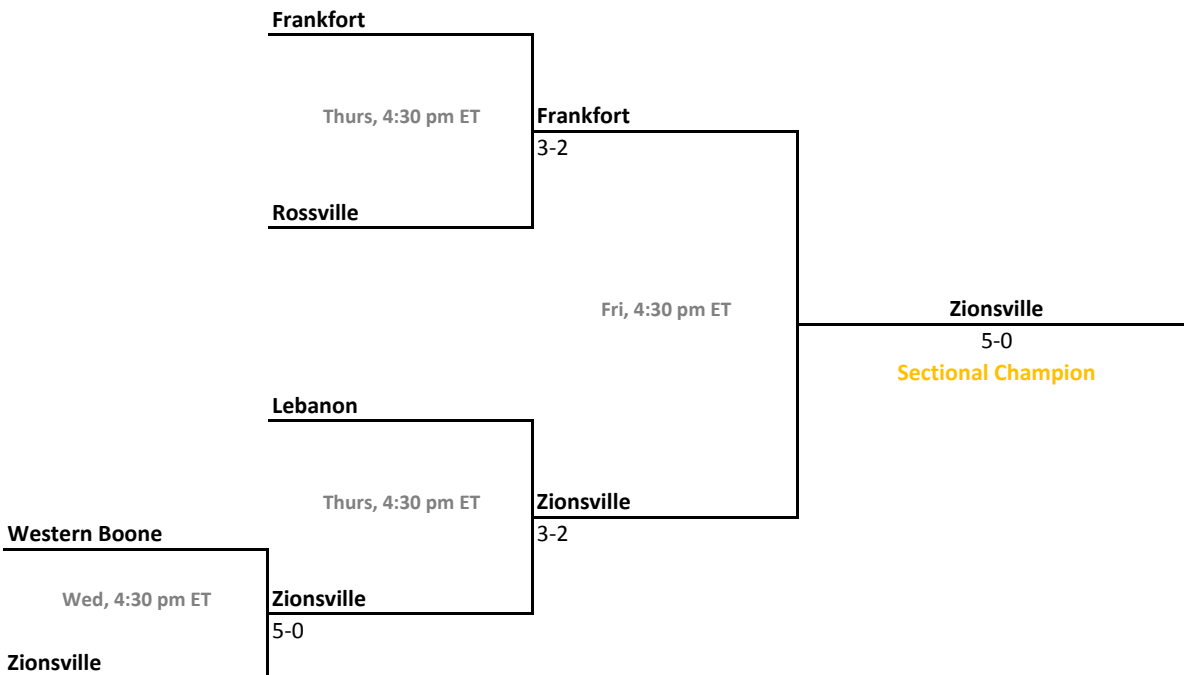 Frankfort
Thurs, 4:30 pm ET
Frankfort
3-2
Rossville
Fri, 4:30 pm ET
Zionsville
5-0
Sectional Champion
Lebanon
Thurs, 4:30 pm ET
Zionsville
3-2
Western Boone
Wed, 4:30 pm ET
Zionsville
5-0
Zionsville